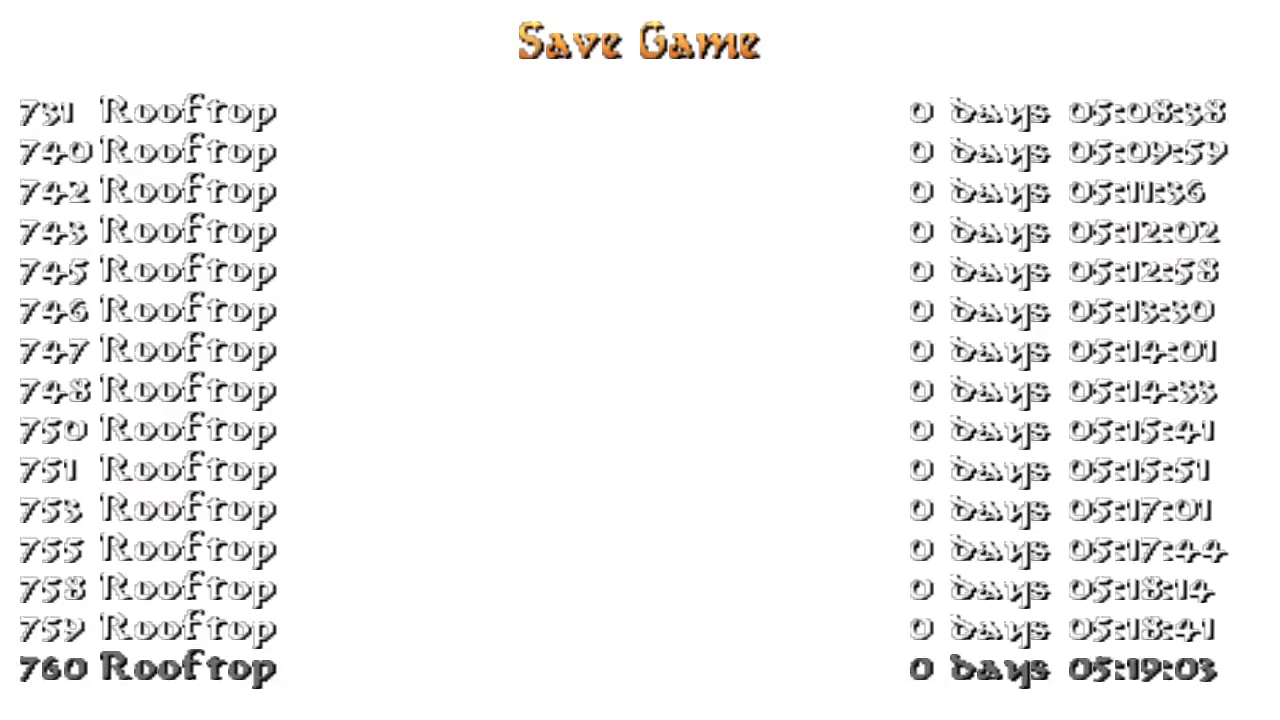 Save Game
731 Rooftop 0 days 05:08:38
740 Rooftop 0 days 05:09:59
742 Rooftop 0 days 05:11:36
743 Rooftop 0 days 05:12:02
745 Rooftop 0 days 05:12:58
746 Rooftop 0 days 05:13:30
747 Rooftop 0 days 05:14:01
748 Rooftop 0 days 05:14:33
750 Rooftop 0 days 05:15:41
751 Rooftop 0 days 05:15:51
753 Rooftop 0 days 05:17:01
755 Rooftop 0 days 05:17:44
758 Rooftop 0 days 05:18:14
759 Rooftop 0 days 05:18:41
760 Rooftop 0 days 05:19:03